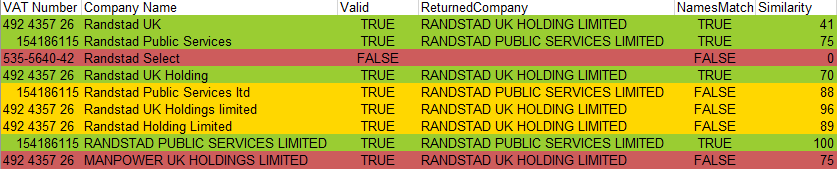 VAT Number Company Name Valid ReturnedCompany NamesMatch Similarity
492 4357 26 Randstad UK TRUE RANDSTAD UK HOLDING LIMITED TRUE 41
154186115 Randstad Public Services TRUE RANDSTAD PUBLIC SERVICES LIMITED TRUE 75
535-5640-42 Randstad Select FALSE FALSE 0
492 4357 26 Randstad UK Holding TRUE RANDSTAD UK HOLDING LIMITED TRUE 70
154186115 Randstad Public Services ltd TRUE RANDSTAD PUBLIC SERVICES LIMITED FALSE 88
492 4357 26 Randstad UK Holdings limited TRUE RANDSTAD UK HOLDING LIMITED FALSE 96
492 4357 26 Randstad Holding Limited TRUE RANDSTAD UK HOLDING LIMITED FALSE 89
154186115 RANDSTAD PUBLIC SERVICES LIMITED TRUE RANDSTAD PUBLIC SERVICES LIMITED TRUE 100
492 4357 26 MANPOWER UK HOLDINGS LIMITED TRUE RANDSTAD UK HOLDING LIMITED FALSE 75